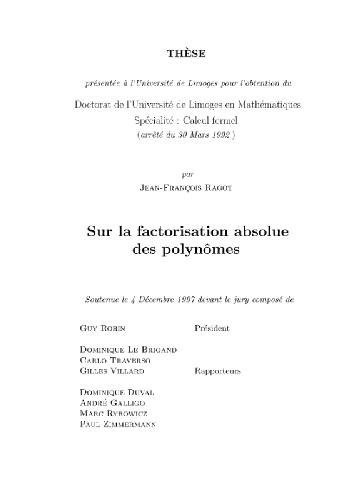 THÈSE
présentée à l'Université de Limoges pour l'obtention du
Doctorat de l'Université de Limoges en Mathématiques
Spécialité : Calcul formel
(arrêté du 30 Mars 1992 )
par
Jean-François Ragot
Sur la factorisation absolue
des polynômes
Soutenue le 4 Décembre 1997 devant le jury composé de
Guy Robin Président
Dominique Le Brigand
Carlo Traverso
Gilles Villard Rapporteurs
Dominique Duval
André Galligo
Marc Rybowicz
Paul Zimmermann